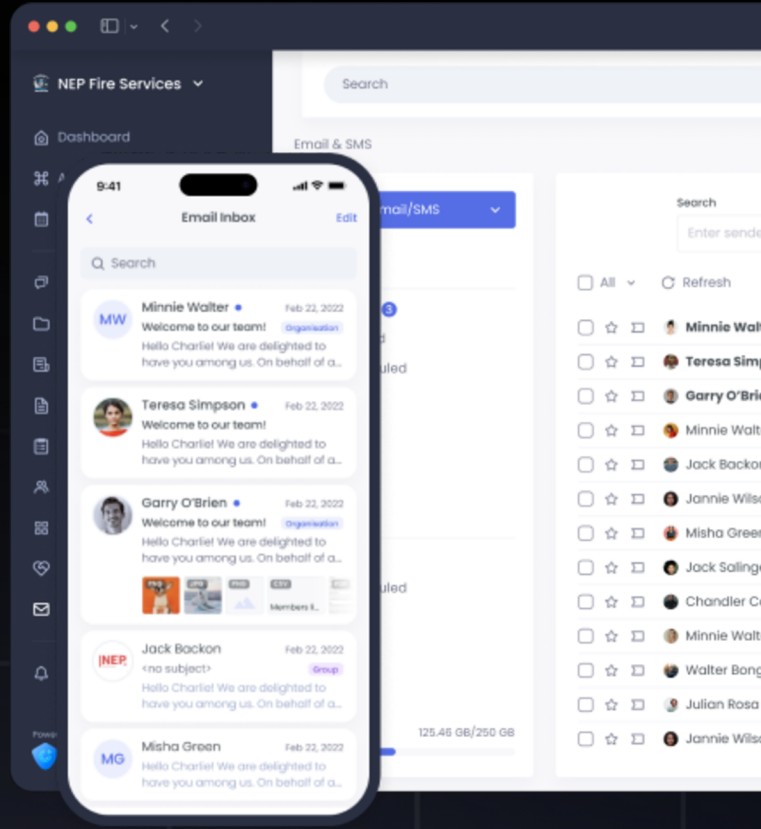 NEP Fire Services
Search
Dashboard
Email & SMS
mail/SMS
Search
Enter sende
All
Refresh
3
uled
Minnie Walt
Teresa Simp
Garry O'Brie
Minnie Walt
Jack Backon
Jannie Wilso
Misha Green
Jack Salinge
Chandler C
Minnie Walt
Walter Bong
Julian Rosa
Jannie Wilso
uled
125.46 GB/250 GB
Powe
9:41
Email Inbox
Edit
Search
MW
Minnie Walter
Feb 22, 2022
Welcome to our team!
Organisation
Hello Charlie! We are delighted to
have you among us. On behalf of a...
Teresa Simpson
Feb 22, 2022
Welcome to our team!
Hello Charlie! We are delighted to
have you among us. On behalf of a...
Garry O'Brien
Feb 22, 2022
Welcome to our team!
Organisation
Hello Charlie! We are delighted to
have you among us. On behalf of a...
PNG
JPG
PNG
CSV
Members li...
NEP
Jack Backon
Feb 22, 2022
<no subject>
Group
Hello Charlie! We are delighted to
have you among us. On behalf of a...
MG
Misha Green
Feb 22, 2022
Hello Charlie! We are delighted to
have you among us. On behalf of a...